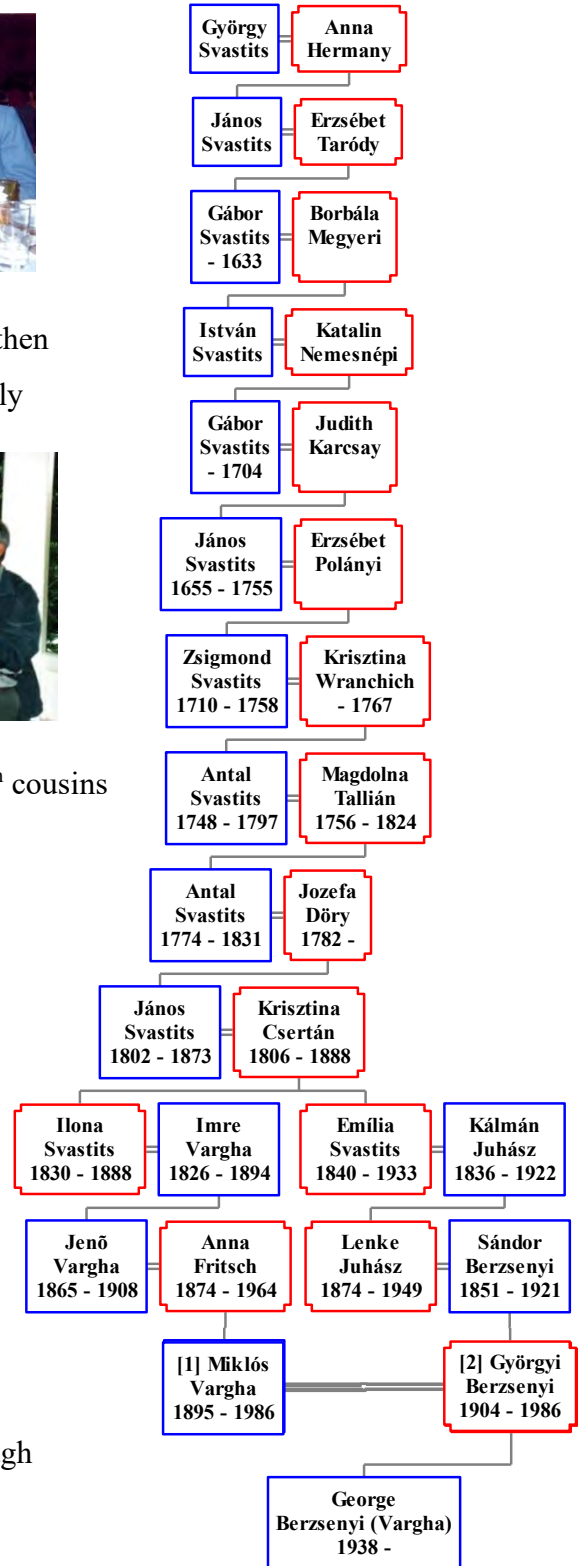 György
Svastits
Anna
Hermany
János
Svastits
Erzsébet
Taródy
Gábor
Svastits
- 1633
Borbála
Megyeri
then
István
Svastits
Katalin
Nemesnépi
ly
Gábor
Svastits
- 1704
Judith
Karcsay
János
Svastits
1655 - 1755
Erzsébet
Polányi
Zsigmond
Svastits
1710 - 1758
Krisztina
Wranchich
- 1767
cousins
Antal
Svastits
1748 - 1797
Magdolna
Tallián
1756 - 1824
Antal
Svastits
1774 - 1831
Jozefa
Döry
1782 -
János
Svastits
1802 - 1873
Krisztina
Csertán
1806 - 1888
Ilona
Svastits
1830 - 1888
Imre
Vargha
1826 - 1894
Emília
Svastits
1840 - 1933
Kálmán
Juhász
1836 - 1922
Jenõ
Vargha
1865 - 1908
Anna
Fritsch
1874 - 1964
Lenke
Juhász
1874 - 1949
Sándor
Berzsenyi
1851 - 1921
[1] Miklós
Vargha
1895 - 1986
[2] Györgyi
Berzsenyi
1904 - 1986
gh
George
Berzsenyi (Vargha)
1938 -